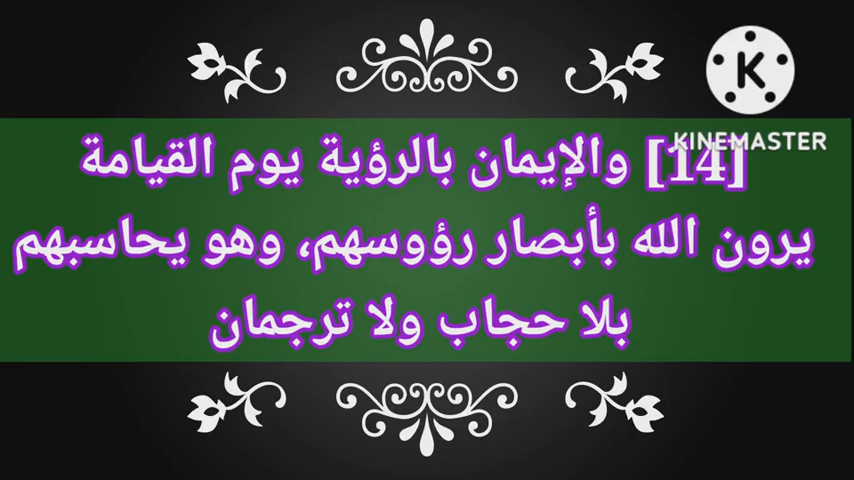 KINEMASTER
[14] والإيمان بالرؤية يوم القيامة
يرون الله بأبصار رؤوسهم، وهو يحاسبهم
بلا حجاب ولا ترجمان